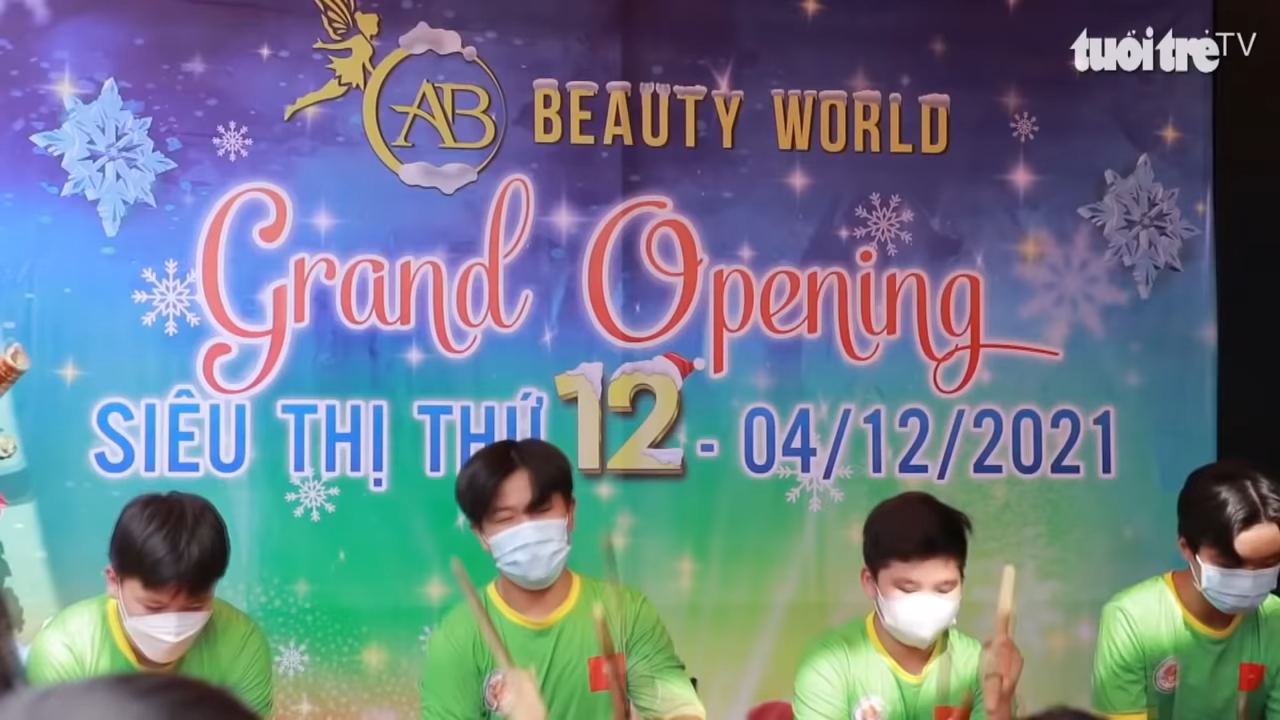 tuổi trẻ TV
AB BEAUTY WORLD
Grand Opening
SIÊU THỊ THỨ 12 - 04/12/2021